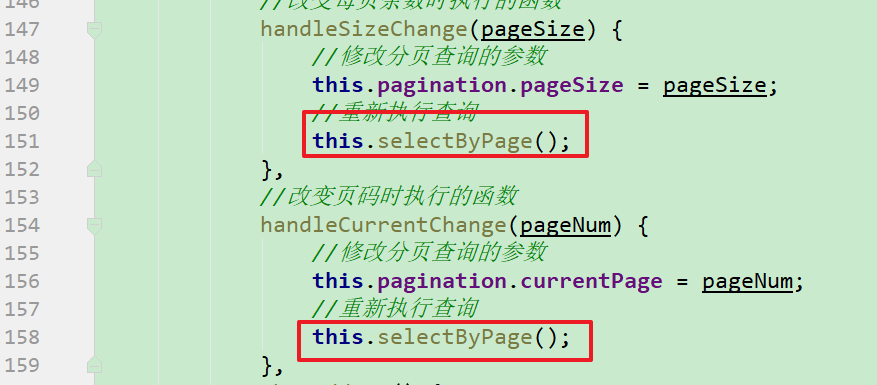 146 //改变每页条数时执行的函数
147 handleSizeChange(pageSize) {
148 //修改分页查询的参数
149 this.pagination.pageSize = pageSize;
150 //重新执行查询
151 this.selectByPage();
152 },
153 //改变页码时执行的函数
154 handleCurrentChange(pageNum) {
155 //修改分页查询的参数
156 this.pagination.currentPage = pageNum;
157 //重新执行查询
158 this.selectByPage();
159 },